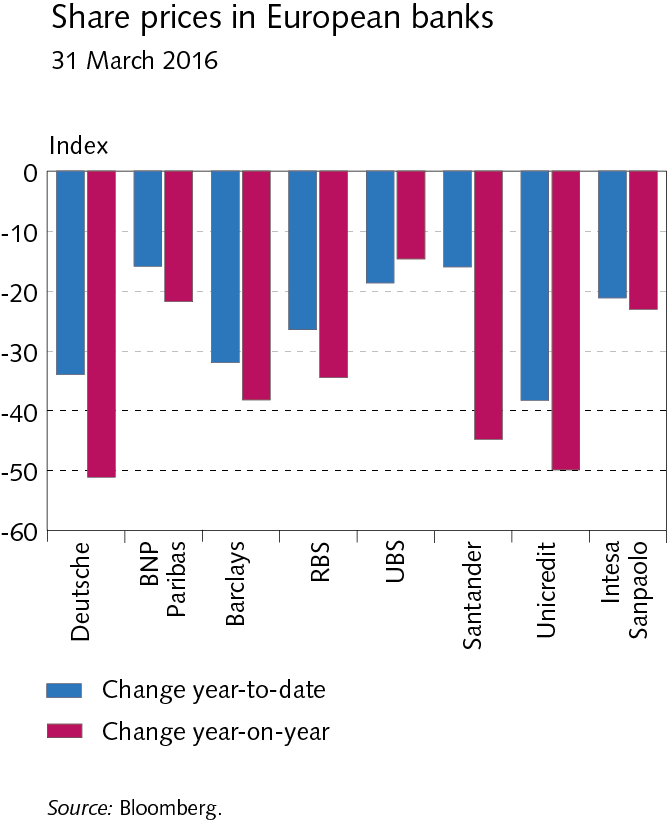 Share prices in European banks
31 March 2016
Index
0
-10
-20
-30
-40
-50
-60
Deutsche
BNP
Paribas
Barclays
RBS
UBS
Santander
Unicredit
Intesa
Sanpaolo
Change year-to-date
Change year-on-year
Source: Bloomberg.